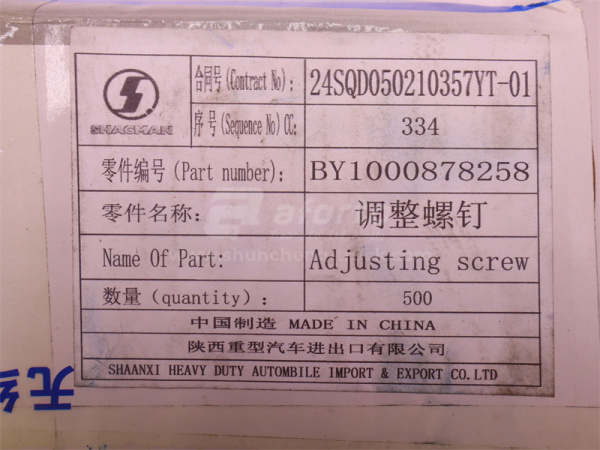 合同号(Contract No): 24SQD050210357YT-01
SHACMAN
序号(Sequence No)CC: 334
零件编号(Part number): BY1000878258
零件名称: 调整螺钉
Name Of Part: Adjusting screw
数量(quantity): 500
中国制造 MADE IN CHINA
陕西重型汽车进出口有限公司
SHAANXI HEAVY DUTY AUTOMBILE IMPORT & EXPORT CO.LTD
无